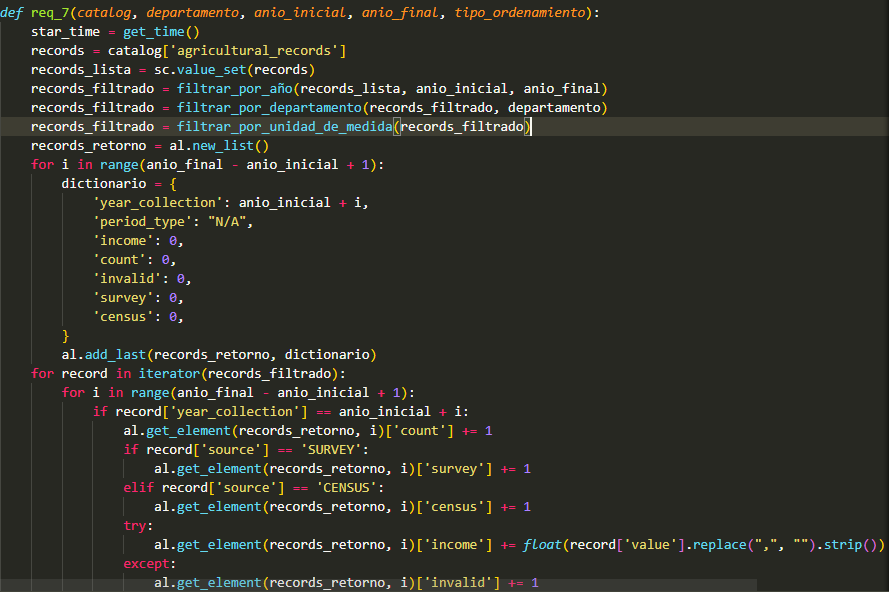 def req_7(catalog, departamento, anio_inicial, anio_final, tipo_ordenamiento):
    star_time = get_time()
    records = catalog['agricultural_records']
    records_lista = sc.value_set(records)
    records_filtrado = filtrar_por_año(records_lista, anio_inicial, anio_final)
    records_filtrado = filtrar_por_departamento(records_filtrado, departamento)
    records_filtrado = filtrar_por_unidad_de_medida(records_filtrado)
    records_retorno = al.new_list()
    for i in range(anio_final - anio_inicial + 1):
        dictionario = {
            'year_collection': anio_inicial + i,
            'period_type': "N/A",
            'income': 0,
            'count': 0,
            'invalid': 0,
            'survey': 0,
            'census': 0,
        }
        al.add_last(records_retorno, dictionario)
    for record in iterator(records_filtrado):
        for i in range(anio_final - anio_inicial + 1):
            if record['year_collection'] == anio_inicial + i:
                al.get_element(records_retorno, i)['count'] += 1
                if record['source'] == 'SURVEY':
                    al.get_element(records_retorno, i)['survey'] += 1
                elif record['source'] == 'CENSUS':
                    al.get_element(records_retorno, i)['census'] += 1
                try:
                    al.get_element(records_retorno, i)['income'] += float(record['value'].replace(",", "").strip())
                except:
                    al.get_element(records_retorno, i)['invalid'] += 1